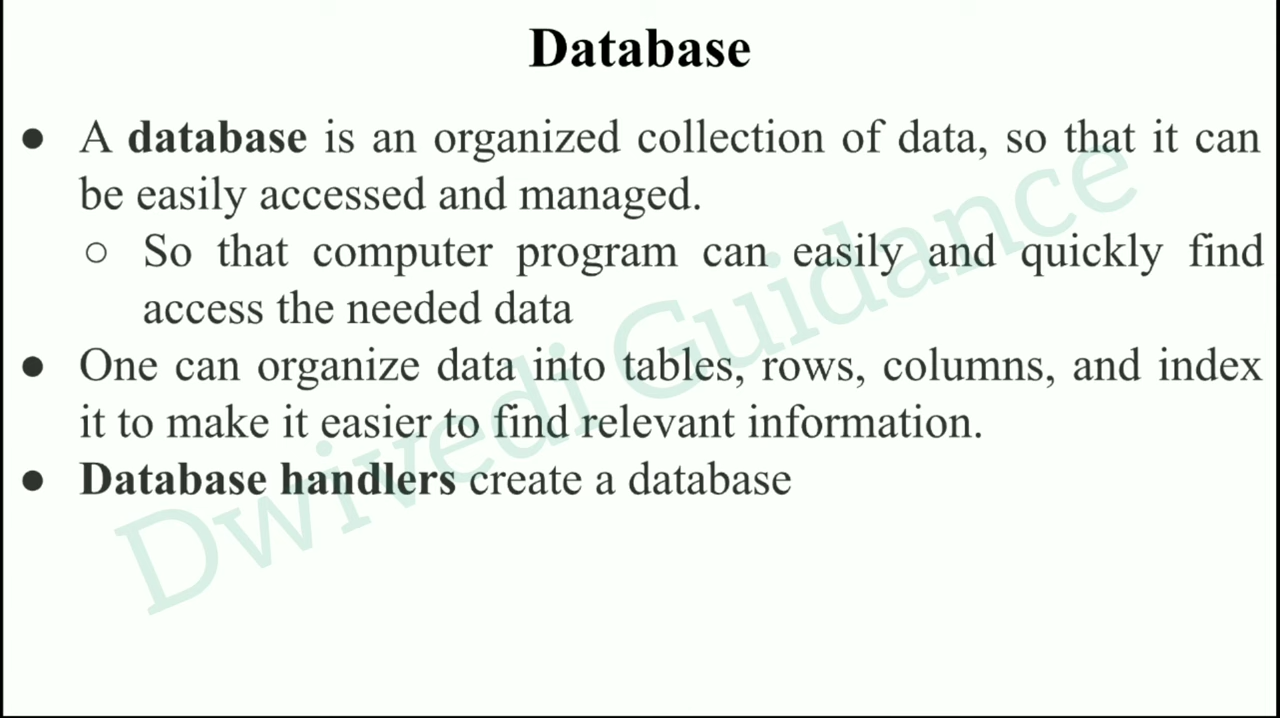 Database
● A database is an organized collection of data, so that it can
be easily accessed and managed.
○ So that computer program can easily and quickly find
access the needed data
● One can organize data into tables, rows, columns, and index
it to make it easier to find relevant information.
● Database handlers create a database
Dwivedi Guidance